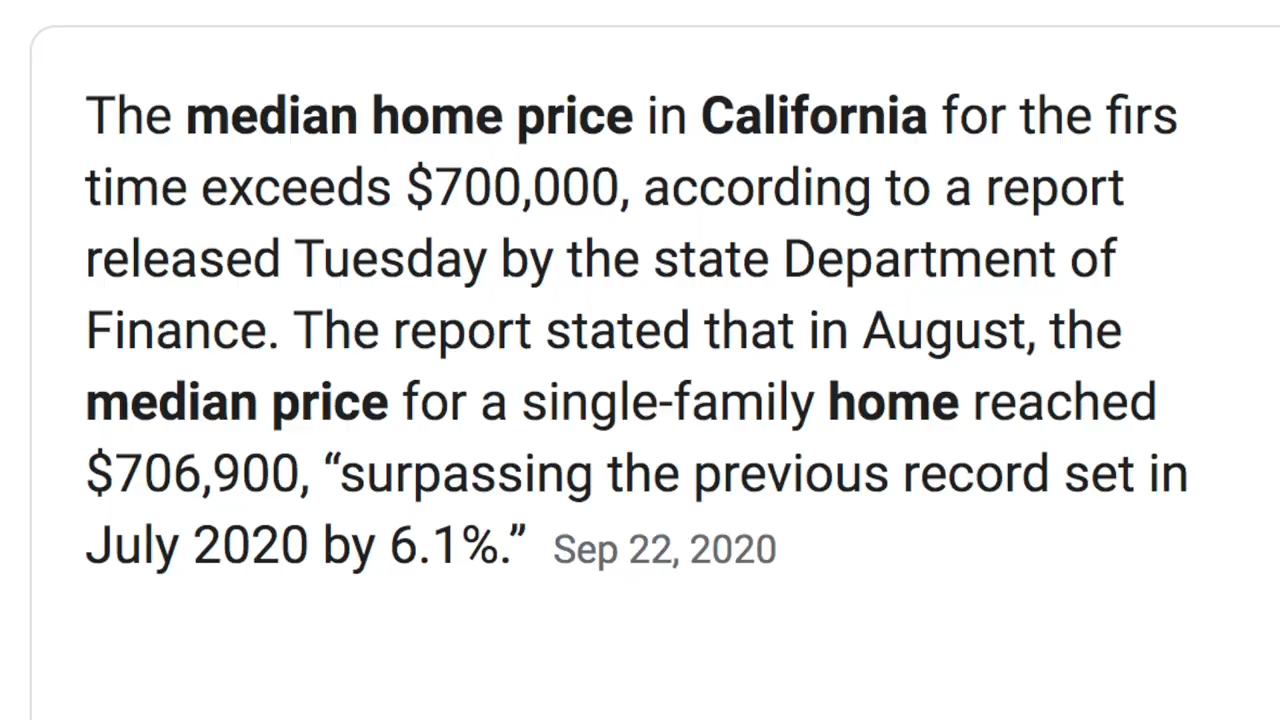 The median home price in California for the firs
time exceeds $700,000, according to a report
released Tuesday by the state Department of
Finance. The report stated that in August, the
median price for a single-family home reached
$706,900, “surpassing the previous record set in
July 2020 by 6.1%.” Sep 22, 2020